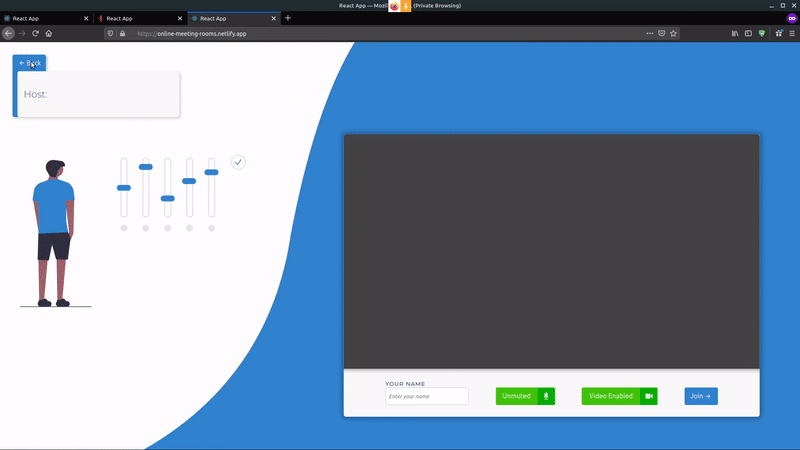 React App — Mozil (Private Browsing)
React App
React App
React App
https://online-meeting-rooms.netlify.app
← Back
Host:
YOUR NAME
Enter your name
Unmuted
Video Enabled
Join →